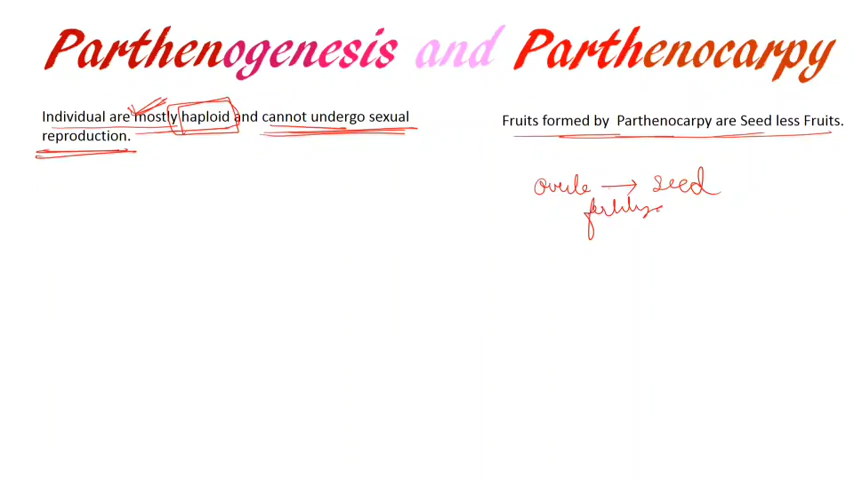 Parthenogenesis and Parthenocarpy
Individual are mostly haploid and cannot undergo sexual
reproduction.
Fruits formed by Parthenocarpy are Seed less Fruits.
ovule → seed